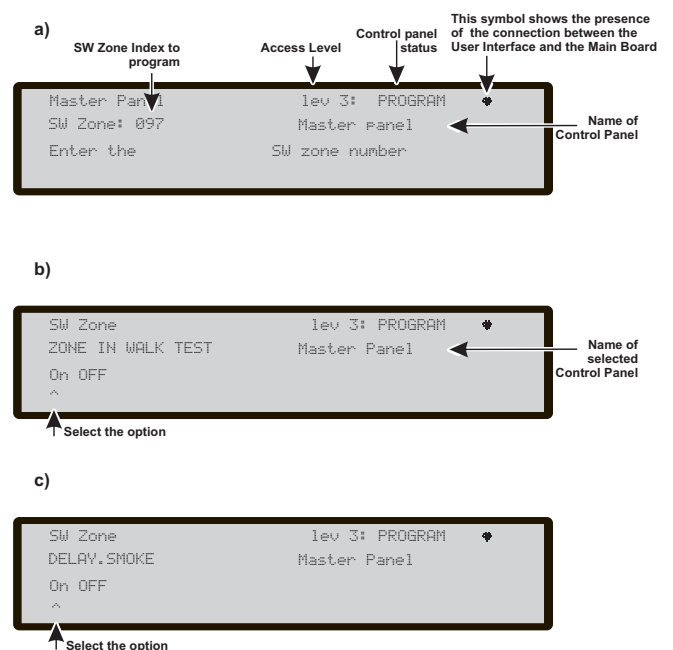 a)
SW Zone Index to
program
Access Level
Control panel
status
This symbol shows the presence
of the connection between the
User Interface and the Main Board
Master Panel lev 3: PROGRAM
SW Zone: 097 Master panel
Enter the SW zone number
Name of
Control Panel
b)
SW Zone lev 3: PROGRAM
ZONE IN WALK TEST Master Panel
On OFF
^
Name of
selected
Control Panel
Select the option
c)
SW Zone lev 3: PROGRAM
DELAY.SMOKE Master Panel
On OFF
^
Select the option